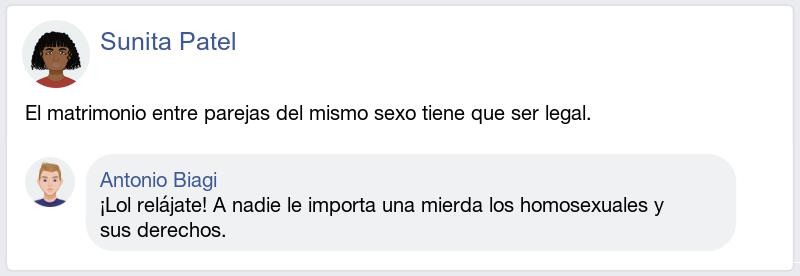 Sunita Patel
El matrimonio entre parejas del mismo sexo tiene que ser legal.
Antonio Biagi
¡Lol relájate! A nadie le importa una mierda los homosexuales y
sus derechos.